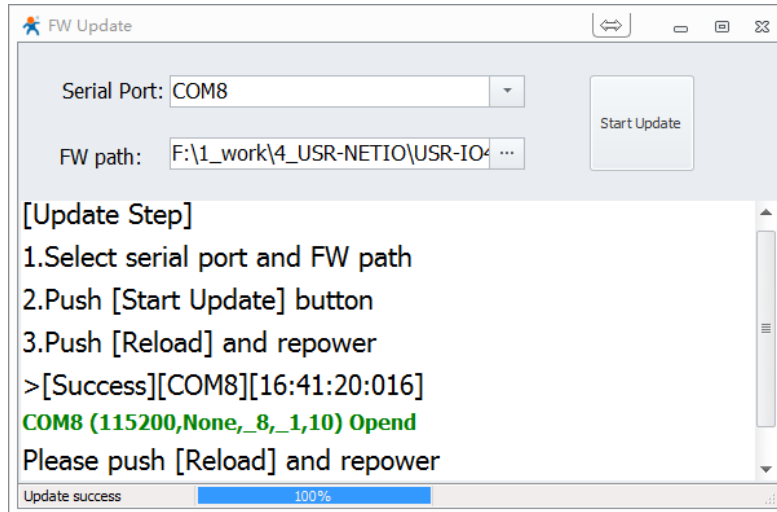 FW Update
Serial Port: COM8
Start Update
FW path: F:\1_work\4_USR-NETIO\USR-IO4 ...
[Update Step]
1.Select serial port and FW path
2.Push [Start Update] button
3.Push [Reload] and repower
>[Success][COM8][16:41:20:016]
COM8 (115200,None,_8,_1,10) Opend
Please push [Reload] and repower
Update success 100%